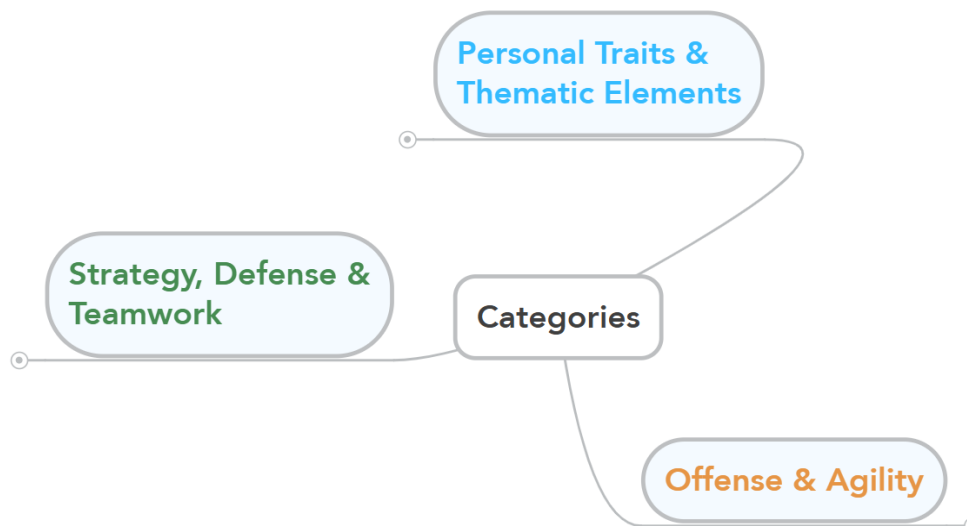 Personal Traits &
Thematic Elements
Strategy, Defense &
Teamwork
Categories
Offense & Agility